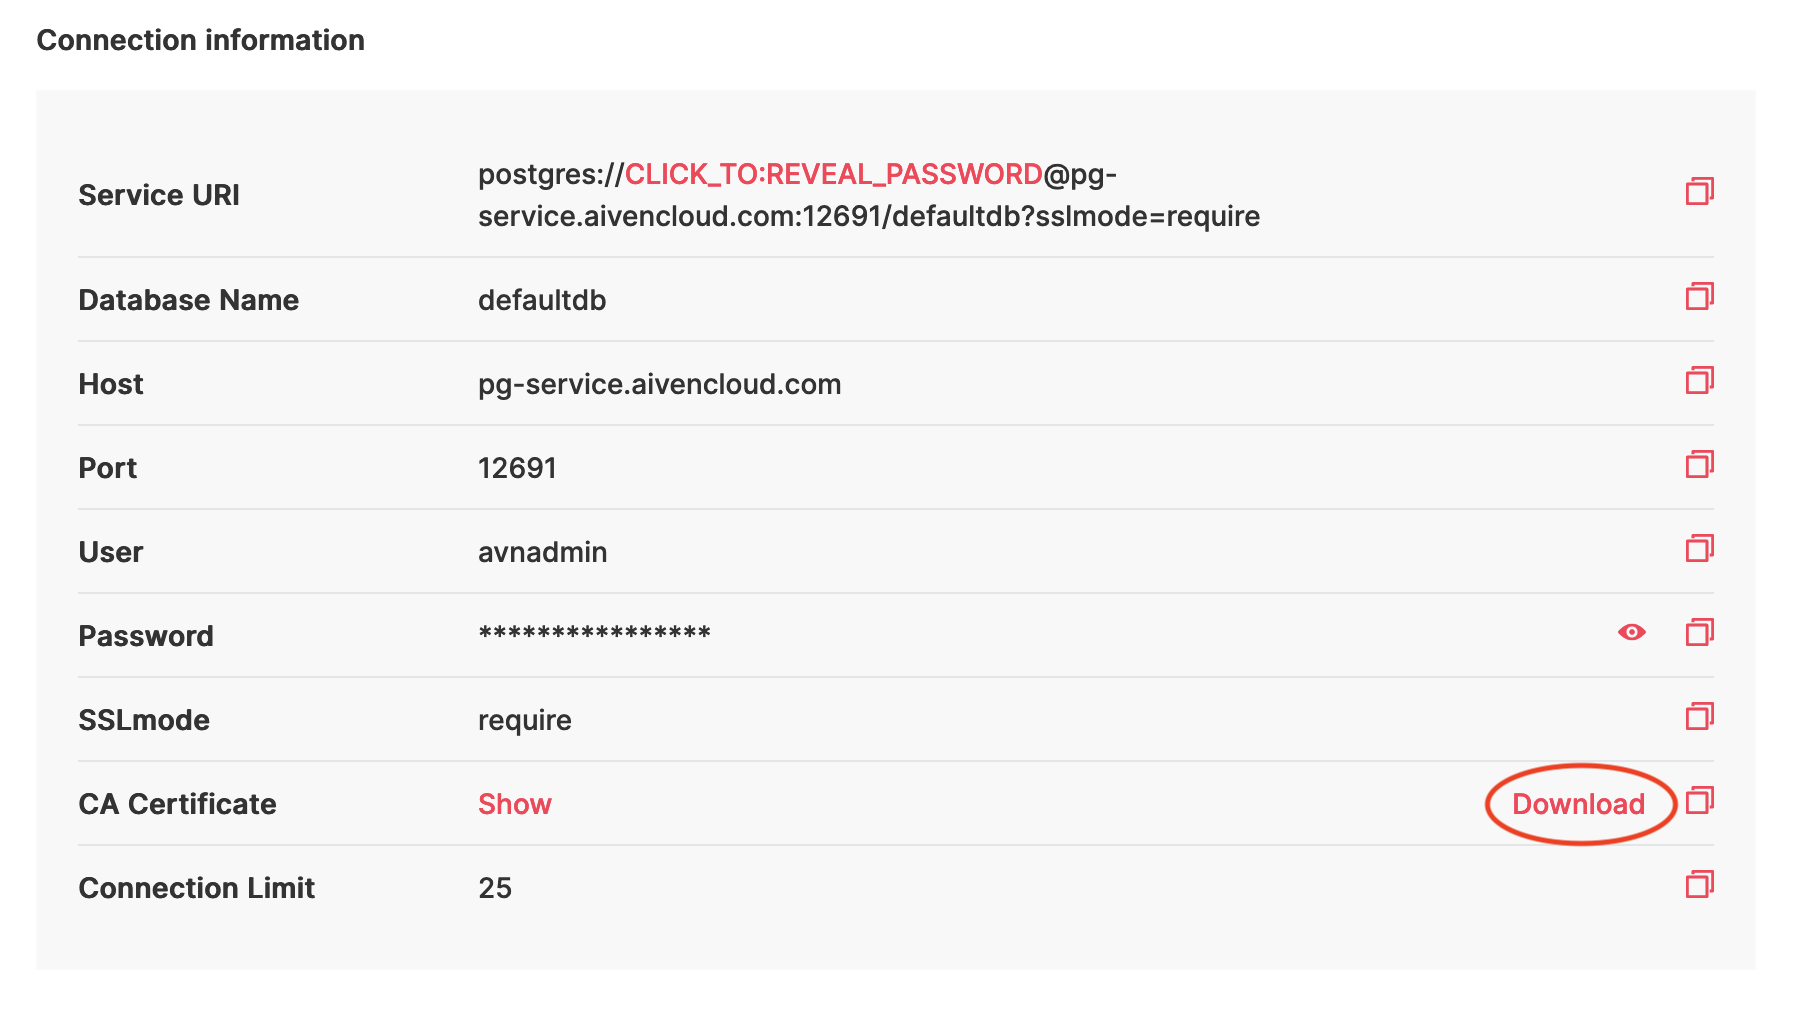 Connection information
Service URI
postgres://CLICK_TO:REVEAL_PASSWORD@pg-
service.aivencloud.com:12691/defaultdb?sslmode=require
Database Name defaultdb
Host pg-service.aivencloud.com
Port 12691
User avnadmin
Password ****************
SSLmode require
CA Certificate Show Download
Connection Limit 25